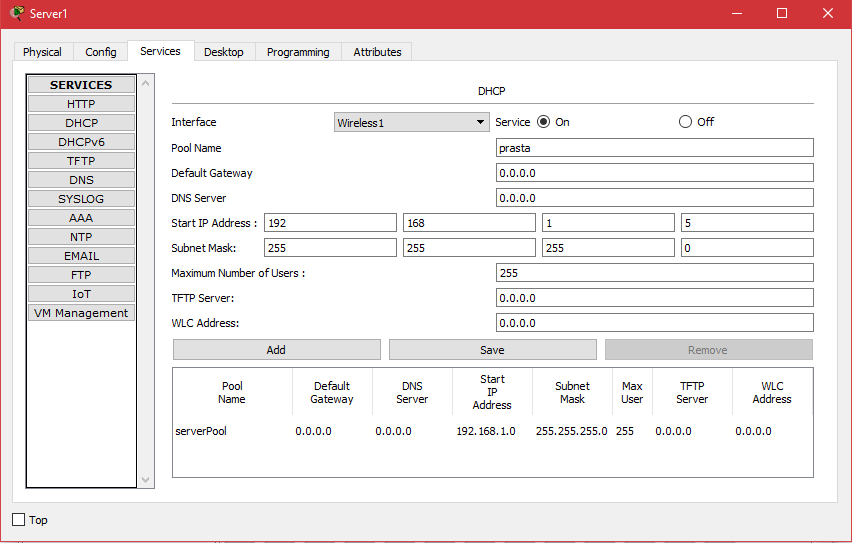 Server1
Physical Config Services Desktop Programming Attributes
SERVICES
HTTP
DHCP
DHCPv6
TFTP
DNS
SYSLOG
AAA
NTP
EMAIL
FTP
IoT
VM Management
DHCP
Interface Wireless1 Service On Off
Pool Name prasta
Default Gateway 0.0.0.0
DNS Server 0.0.0.0
Start IP Address : 192 168 1 5
Subnet Mask: 255 255 255 0
Maximum Number of Users : 255
TFTP Server: 0.0.0.0
WLC Address: 0.0.0.0
Add Save Remove
Pool Name Default Gateway DNS Server Start IP Address Subnet Mask Max User TFTP Server WLC Address
serverPool 0.0.0.0 0.0.0.0 192.168.1.0 255.255.255.0 255 0.0.0.0 0.0.0.0
Top